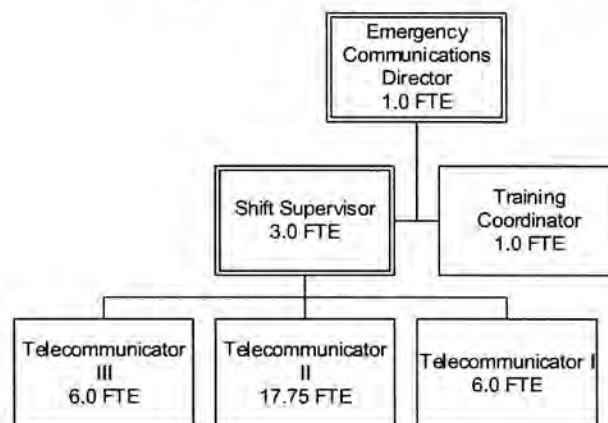 Emergency
Communications
Director
1.0 FTE
Shift Supervisor
3.0 FTE
Training
Coordinator
1.0 FTE
Telecommunicator
III
6.0 FTE
Telecommunicator
II
17.75 FTE
Telecommunicator I
6.0 FTE